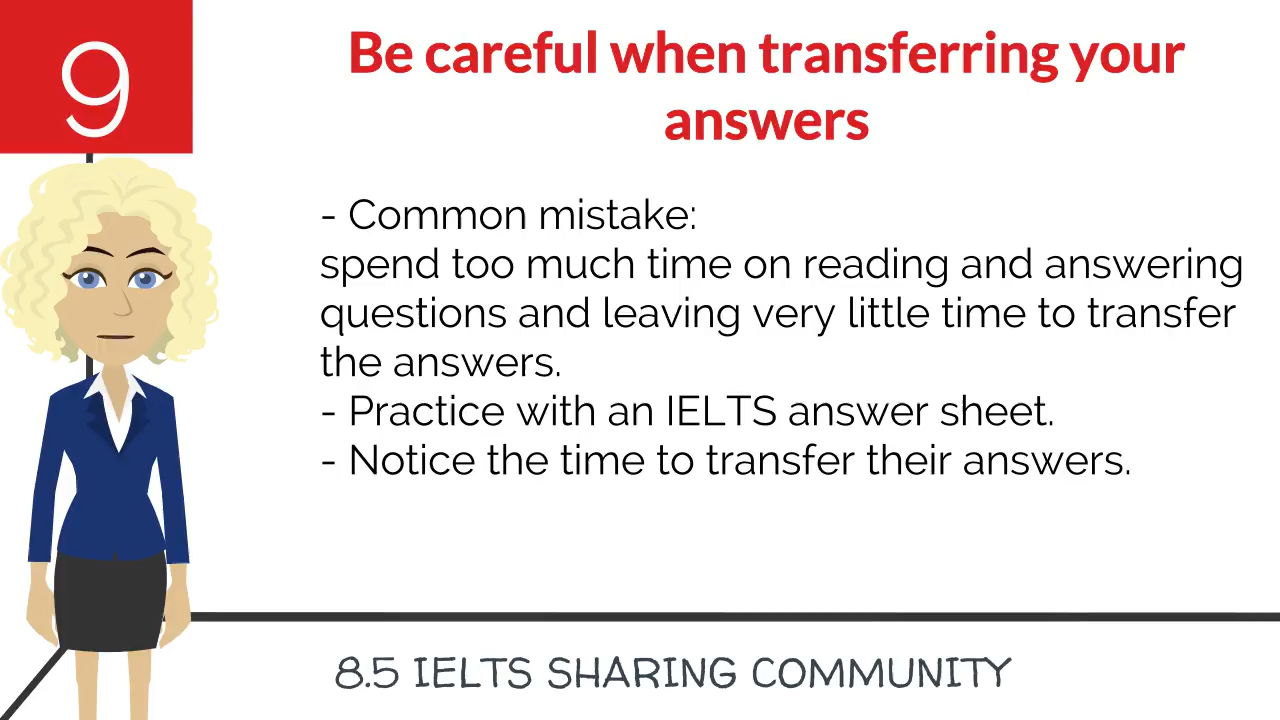 9
Be careful when transferring your
answers
- Common mistake:
spend too much time on reading and answering
questions and leaving very little time to transfer
the answers.
- Practice with an IELTS answer sheet.
- Notice the time to transfer their answers.
8.5 IELTS SHARING COMMUNITY